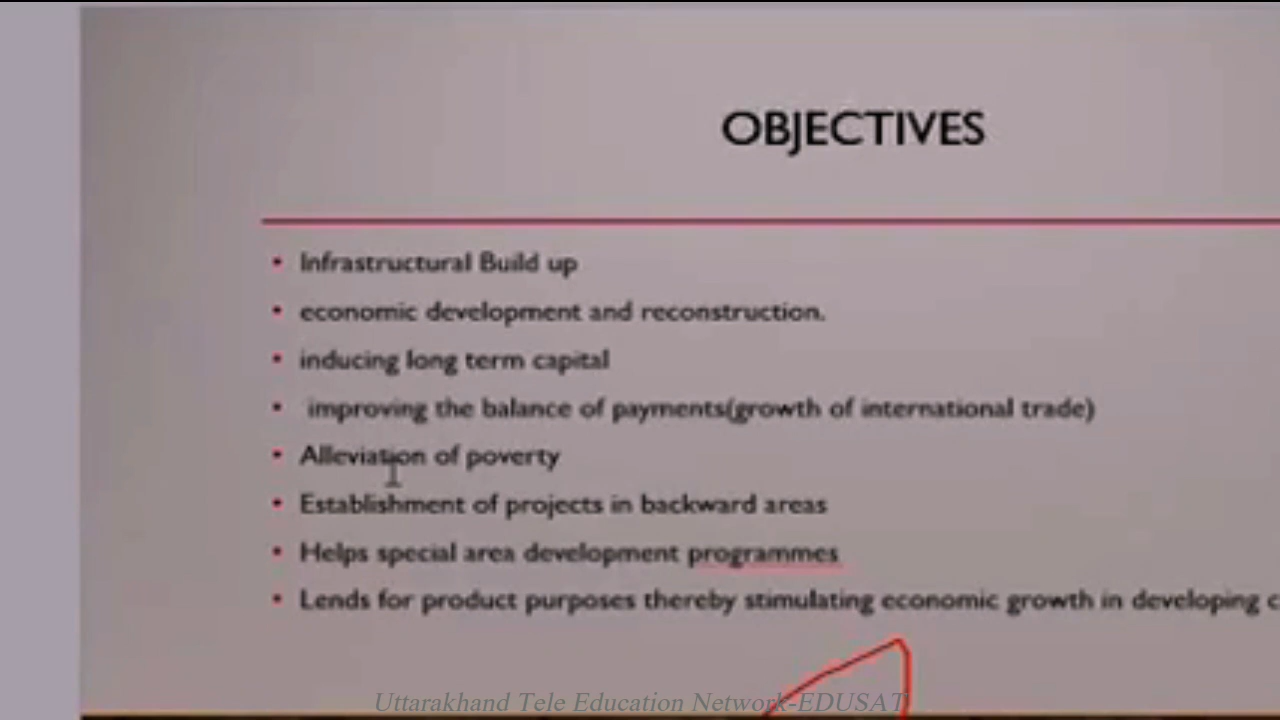 OBJECTIVES
• Infrastructural Build up
• economic development and reconstruction.
• inducing long term capital
• improving the balance of payments(growth of international trade)
• Alleviation of poverty
• Establishment of projects in backward areas
• Helps special area development programmes
• Lends for product purposes thereby stimulating economic growth in developing c
Uttarakhand Tele Education Network-EDUSAT